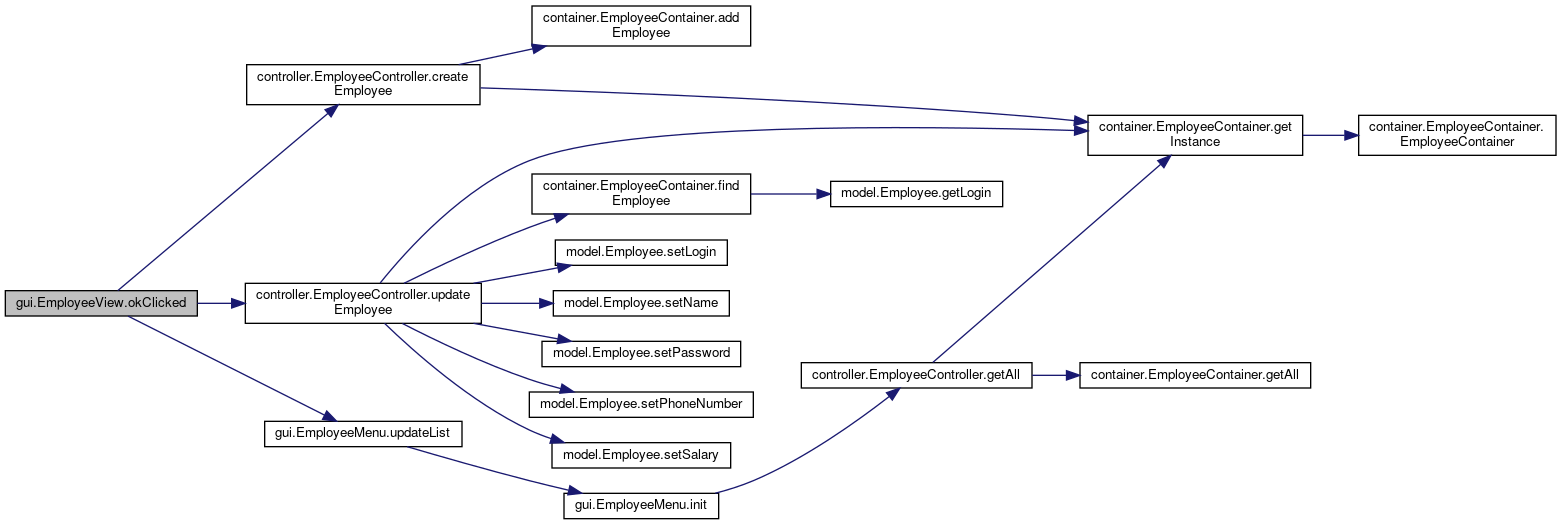 container.EmployeeContainer.add
Employee
controller.EmployeeController.create
Employee
container.EmployeeContainer.get
Instance
container.EmployeeContainer.
EmployeeContainer
container.EmployeeContainer.find
Employee
model.Employee.getLogin
model.Employee.setLogin
gui.EmployeeView.okClicked
controller.EmployeeController.update
Employee
model.Employee.setName
model.Employee.setPassword
controller.EmployeeController.getAll
container.EmployeeContainer.getAll
model.Employee.setPhoneNumber
gui.EmployeeMenu.updateList
model.Employee.setSalary
gui.EmployeeMenu.init